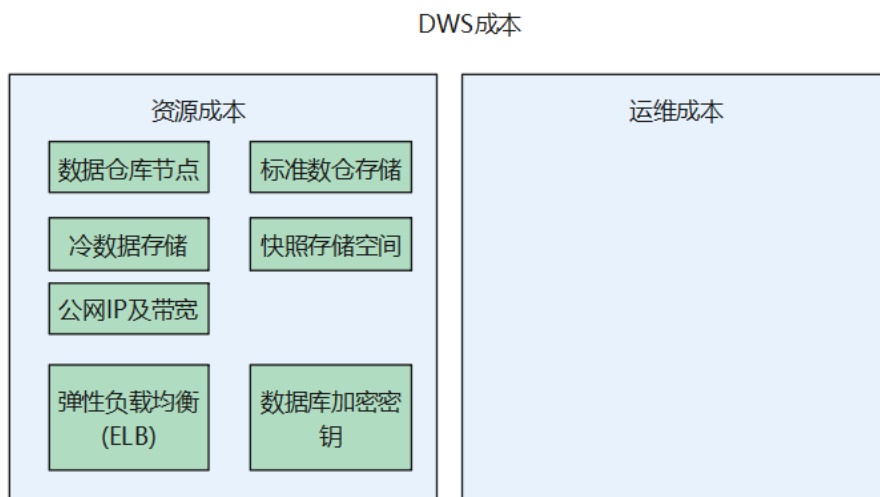 DWS成本
资源成本
数据仓库节点
标准数仓存储
冷数据存储
快照存储空间
公网IP及带宽
弹性负载均衡
(ELB)
数据库加密密
钥
运维成本